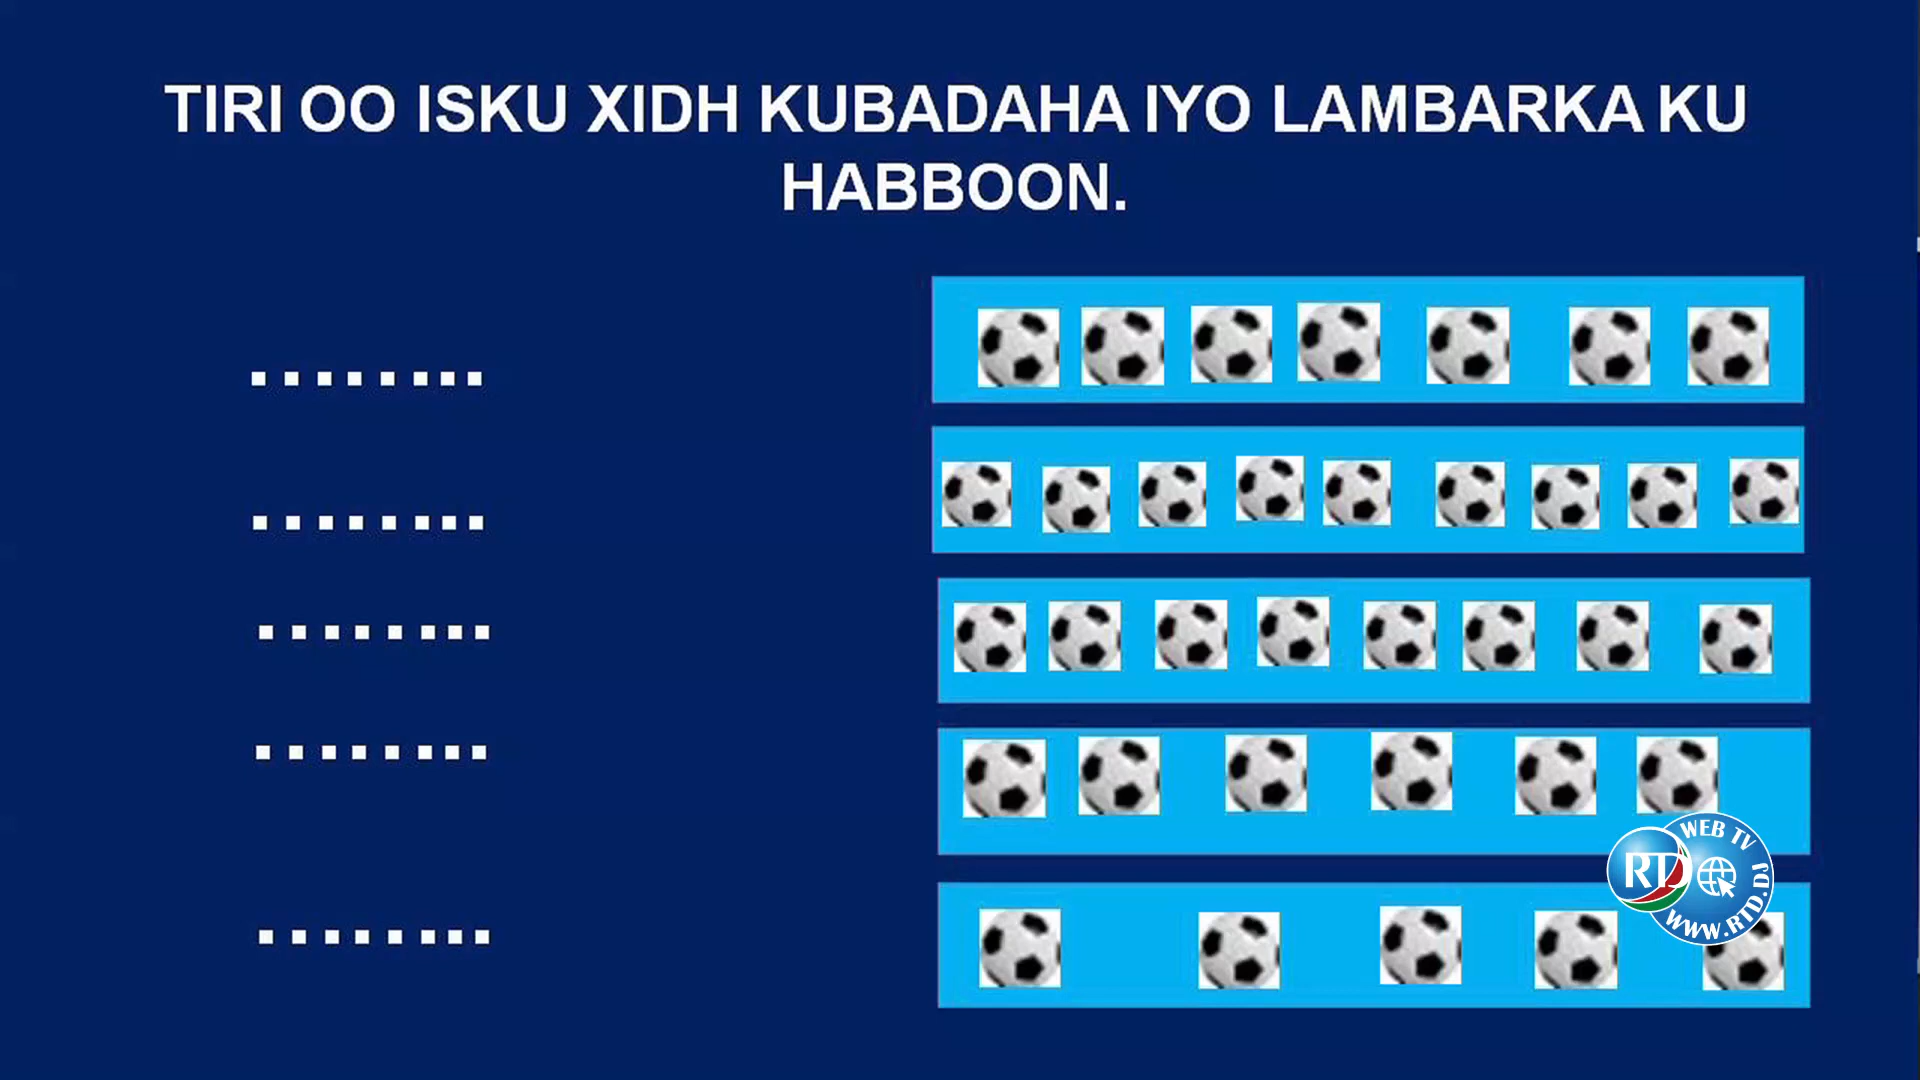 TIRI OO ISKU XIDH KUBADAHA IYO LAMBARKA KU
HABBOON.
........
........
........
........
........
WEB TV
RTD
WWW.RTD.DJ